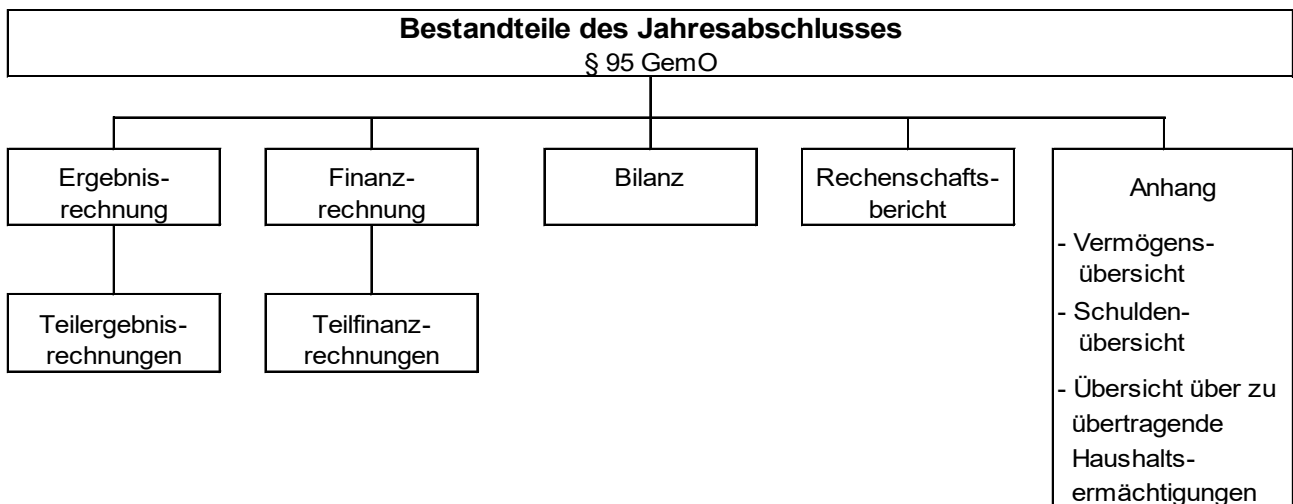 Bestandteile des Jahresabschlusses
§ 95 GemO
Ergebnis-
rechnung
Finanz-
rechnung
Bilanz
Rechenschafts-
bericht
Anhang
- Vermögens-
übersicht
- Schulden-
übersicht
- Übersicht über zu
übertragende
Haushalts-
ermächtigungen
Teilergebnis-
rechnungen
Teilfinanz-
rechnungen